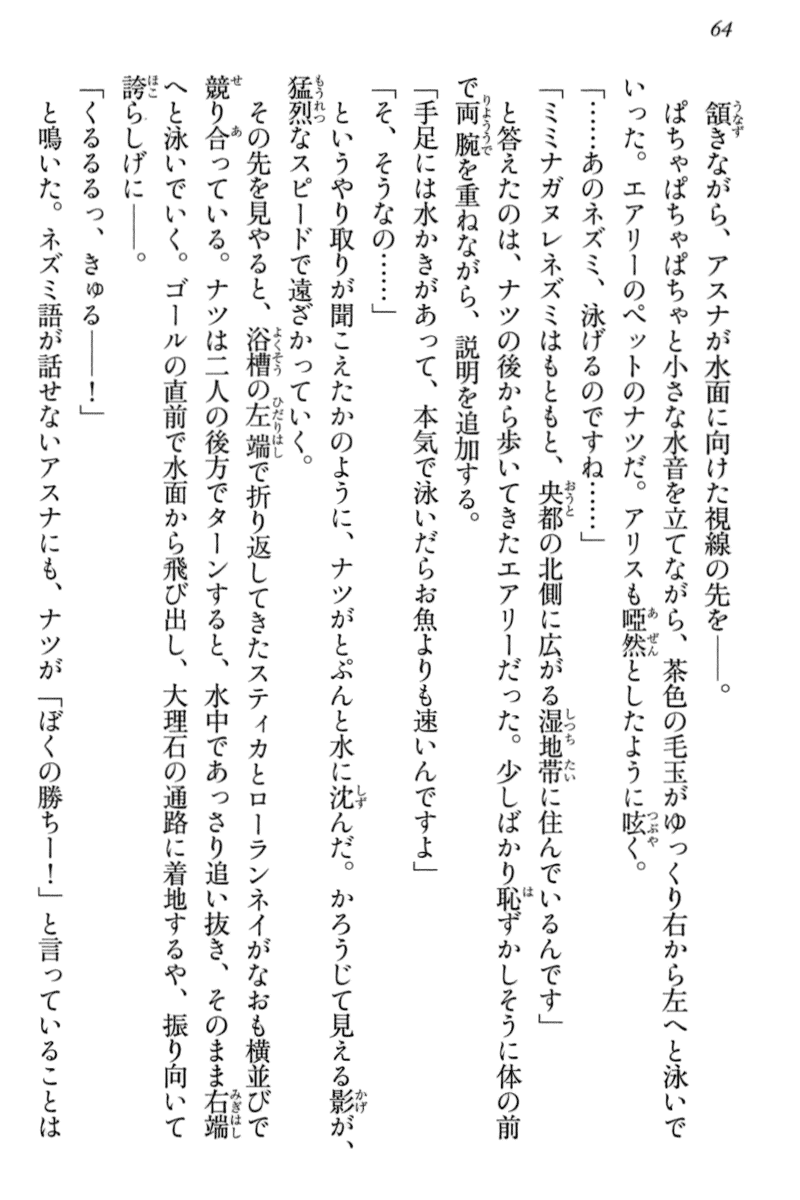 64
頷きながら、アスナが水面に向けた視線の先を――。
ぱちゃぱちゃぱちゃと小さな水音を立てながら、茶色の毛玉がゆっくり右から左へと泳いで
いった。エアリーのペットのナツだ。アリスも啞然としたように呟く。
「……あのネズミ、泳げるのですね……」
「ミミナガヌレネズミはもともと、央都の北側に広がる湿地帯に住んでいるんです」
と答えたのは、ナツの後から歩いてきたエアリーだった。少しばかり恥ずかしそうに体の前
で両腕を重ねながら、説明を追加する。
「手足には水かきがあって、本気で泳いだらお魚よりも速いんですよ」
「そ、そうなの……」
というやり取りが聞こえたかのように、ナツがとぷんと水に沈んだ。かろうじて見える影が、
猛烈なスピードで遠ざかっていく。
その先を見やると、浴槽の左端で折り返してきたスティカとローランネイがなおも横並びで
競り合っている。ナツは二人の後方でターンすると、水中であっさり追い抜き、そのまま右端
へと泳いでいく。ゴールの直前で水面から飛び出し、大理石の通路に着地するや、振り向いて
誇らしげに――。
「くるるるっ、きゅる――！」
と鳴いた。ネズミ語が話せないアスナにも、ナツが「ぼくの勝ちー！」と言っていることは